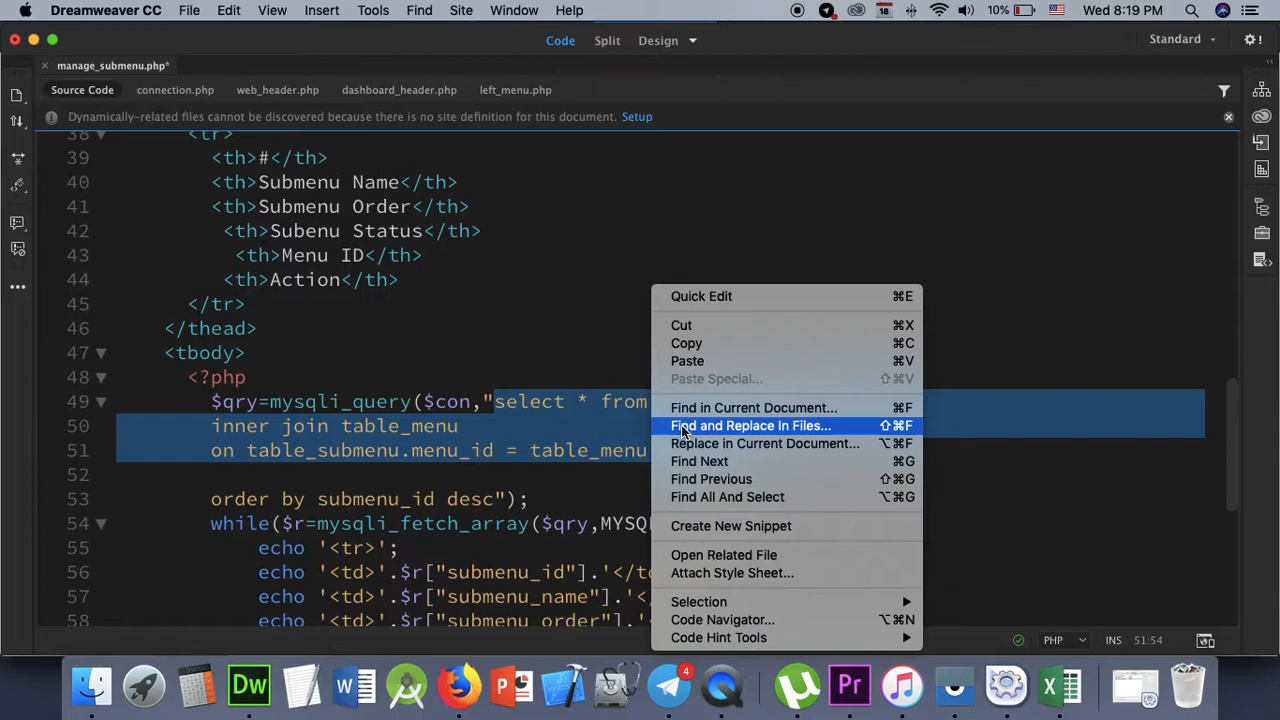 Dreamweaver CC File Edit View Insert Tools Find Site Window Help 18 10% Wed 8:19 PM
Code Split Design Standard
manage_submenu.php*
Source Code connection.php web_header.php dashboard_header.php left_menu.php
Dynamically-related files cannot be discovered because there is no site definition for this document. Setup
38 <tr>
39 <th>#</th>
40 <th>Submenu Name</th>
41 <th>Submenu Order</th>
42 <th>Subenu Status</th>
43 <th>Menu ID</th>
44 <th>Action</th>
45 </tr>
46 </thead>
47 <tbody>
48 <?php
49 $qry=mysqli_query($con,"select * from
50 inner join table_menu
51 on table_submenu.menu_id = table_menu
52
53 order by submenu_id desc");
54 while($r=mysqli_fetch_array($qry,MYS
55 echo '<tr>';
56 echo '<td>'.$r["submenu_id"].'</t
57 echo '<td>'.$r["submenu_name"].'<
58 echo '<td>'.$r["submenu_order"].'<
Quick Edit ⌘E
Cut ⌘X
Copy ⌘C
Paste ⌘V
Paste Special... ⇧⌘V
Find in Current Document... ⌘F
Find and Replace In Files... ⇧⌘F
Replace in Current Document... ⌥⌘F
Find Next ⌘G
Find Previous ⇧⌘G
Find All And Select ⌥⌘G
Create New Snippet
Open Related File
Attach Style Sheet...
Selection
Code Navigator... ⌥⌘N
Code Hint Tools
PHP INS 51:54
Dw W P 4 µ Pr X